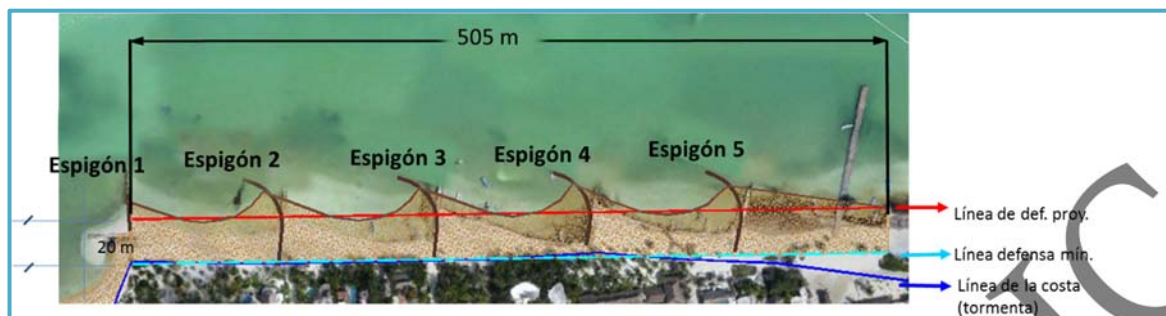 505 m
Espigón 1
Espigón 2
Espigón 3
Espigón 4
Espigón 5
Línea de def. proy.
20 m
Línea defensa mín.
Línea de la costa
(tormenta)